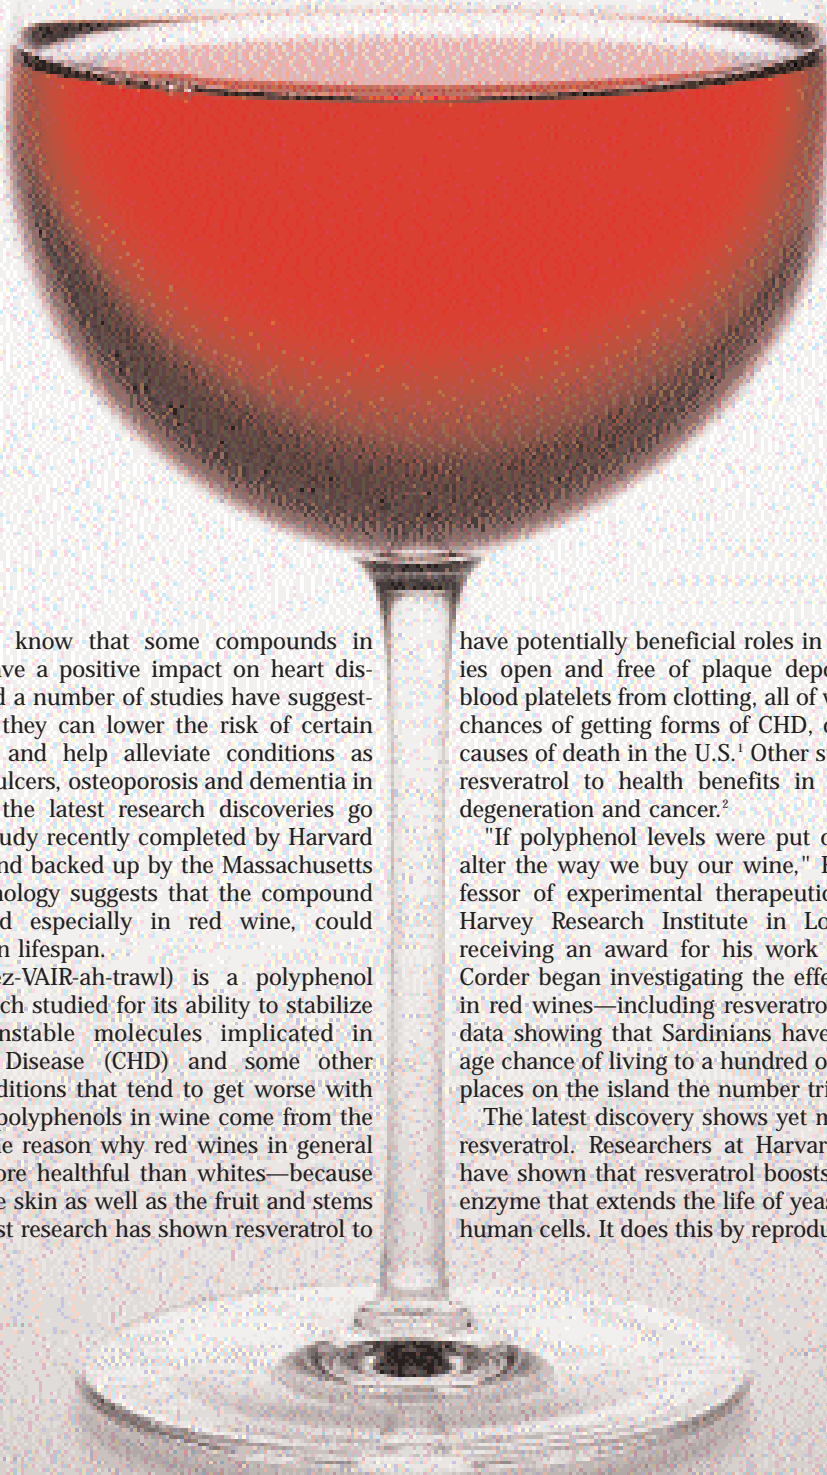 know that some compounds in
ve a positive impact on heart dis-
d a number of studies have suggest-
they can lower the risk of certain
and help alleviate conditions as
ulcers, osteoporosis and dementia in
the latest research discoveries go
udy recently completed by Harvard
nd backed up by the Massachusetts
nology suggests that the compound
d especially in red wine, could
n lifespan.
ez-VAIR-ah-trawl) is a polyphenol
ch studied for its ability to stabilize
nstable molecules implicated in
Disease (CHD) and some other
ditions that tend to get worse with
polyphenols in wine come from the
e reason why red wines in general
ore healthful than whites—because
e skin as well as the fruit and stems
st research has shown resveratrol to
have potentially beneficial roles in
ies open and free of plaque depo
blood platelets from clotting, all of
chances of getting forms of CHD,
causes of death in the U.S.¹ Other s
resveratrol to health benefits in
degeneration and cancer.²
"If polyphenol levels were put o
alter the way we buy our wine,"
fessor of experimental therapeutic
Harvey Research Institute in Lo
receiving an award for his work
Corder began investigating the effe
in red wines—including resveratro
data showing that Sardinians have
age chance of living to a hundred o
places on the island the number tri
The latest discovery shows yet m
resveratrol. Researchers at Harvar
have shown that resveratrol boosts
enzyme that extends the life of yeas
human cells. It does this by reprodu